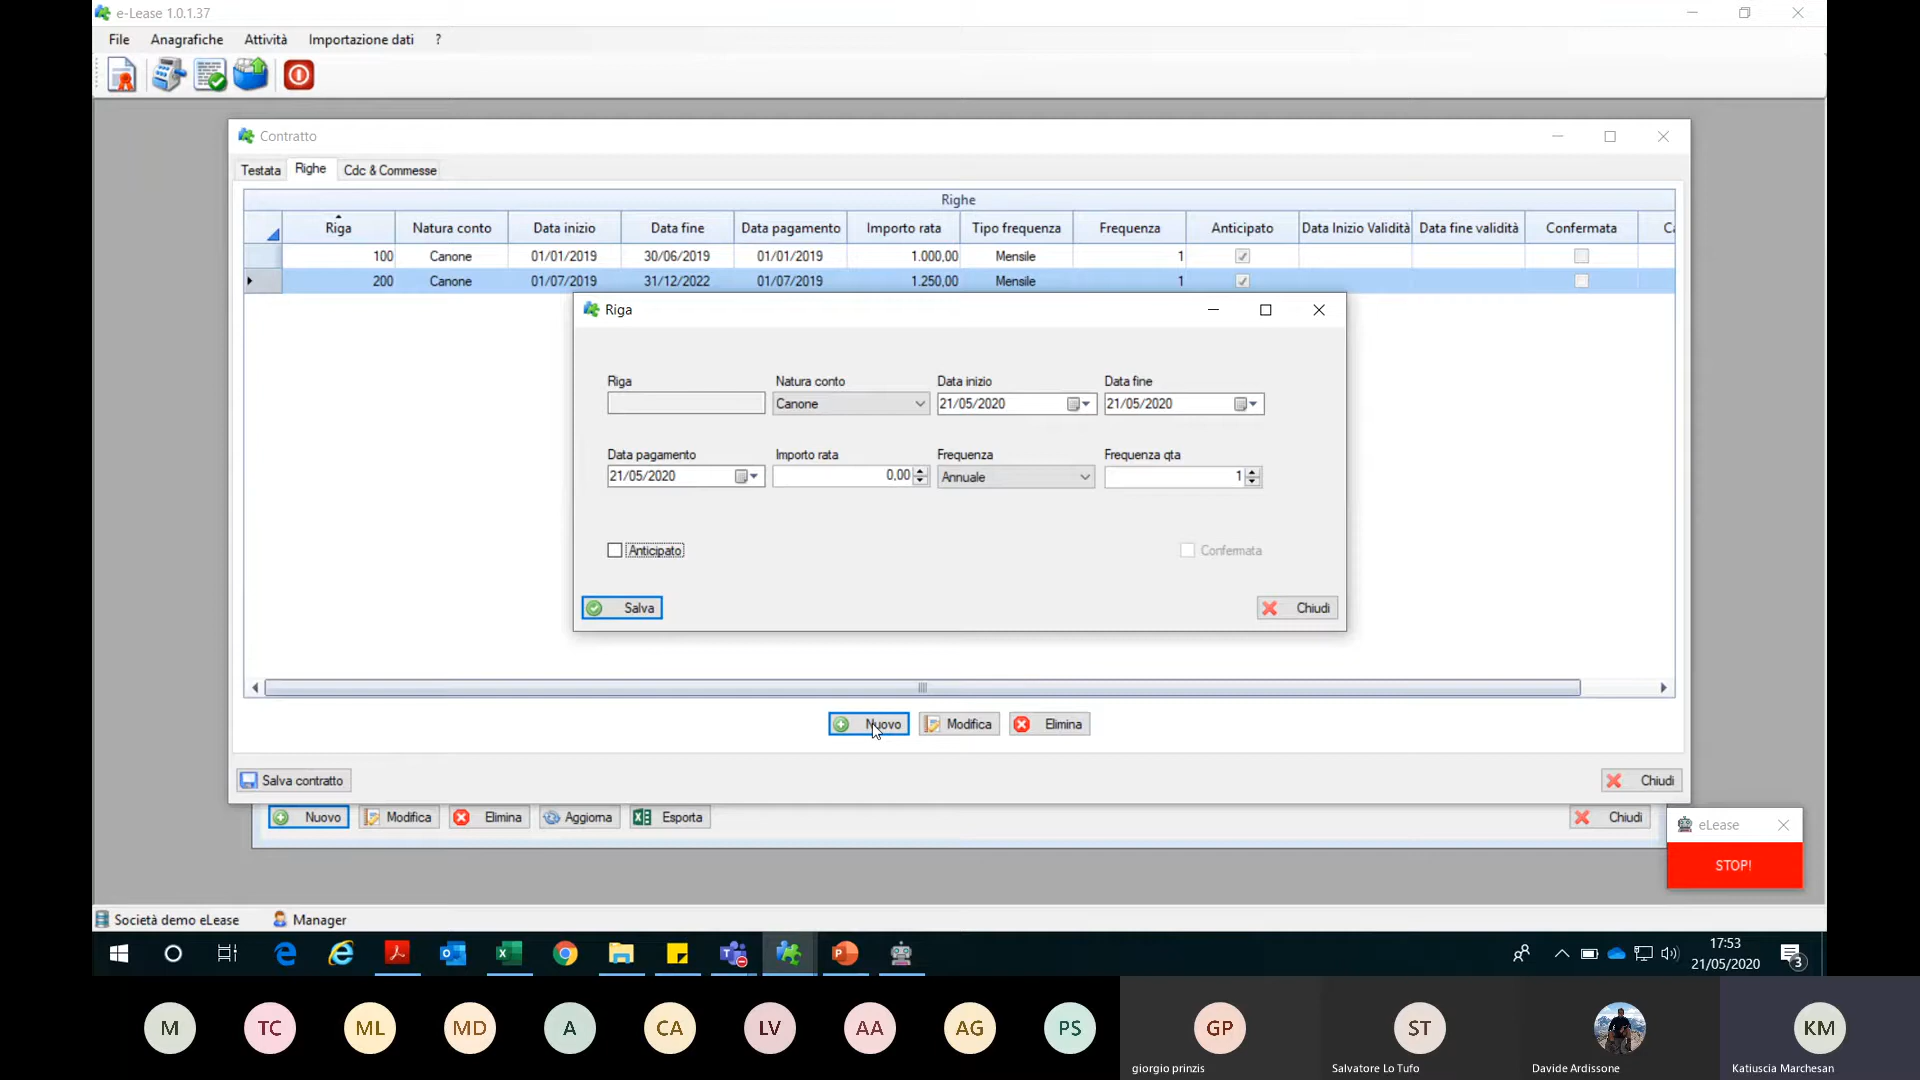 e-Lease 1.0.1.37
File Anagrafiche Attività Importazione dati ?
Contratto
Testata Righe Cdc & Commesse
Righe
Riga Natura conto Data inizio Data fine Data pagamento Importo rata Tipo frequenza Frequenza Anticipato Data Inizio Validità Data fine validità Confermata
100 Canone 01/01/2019 30/06/2019 01/01/2019 1.000,00 Mensile 1
200 Canone 01/07/2019 31/12/2022 01/07/2019 1.250,00 Mensile 1
Riga
Riga Natura conto Data inizio Data fine
Canone 21/05/2020 21/05/2020
Data pagamento Importo rata Frequenza Frequenza qta
21/05/2020 0,00 Annuale 1
Anticipato Confermata
Salva Chiudi
Nuovo Modifica Elimina
Salva contratto Chiudi
Nuovo Modifica Elimina Aggiorna Esporta Chiudi
eLease
STOP!
Società demo eLease Manager
17:53
21/05/2020
3
M TC ML MD A CA LV AA AG PS GP ST KM
giorgio prinzis Salvatore Lo Tufo Davide Ardissone Katiuscia Marchesan